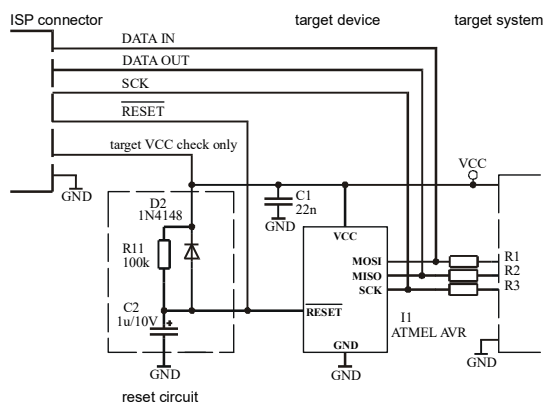 ISP connector
target device
target system
DATA IN
DATA OUT
SCK
RESET
target VCC check only
GND
VCC
D2
1N4148
C1
22n
GND
R11
100k
VCC
MOSI
MISO
SCK
R1
R2
R3
C2
1u/10V
+
RESET
I1
ATMEL AVR
GND
GND
GND
GND
reset circuit